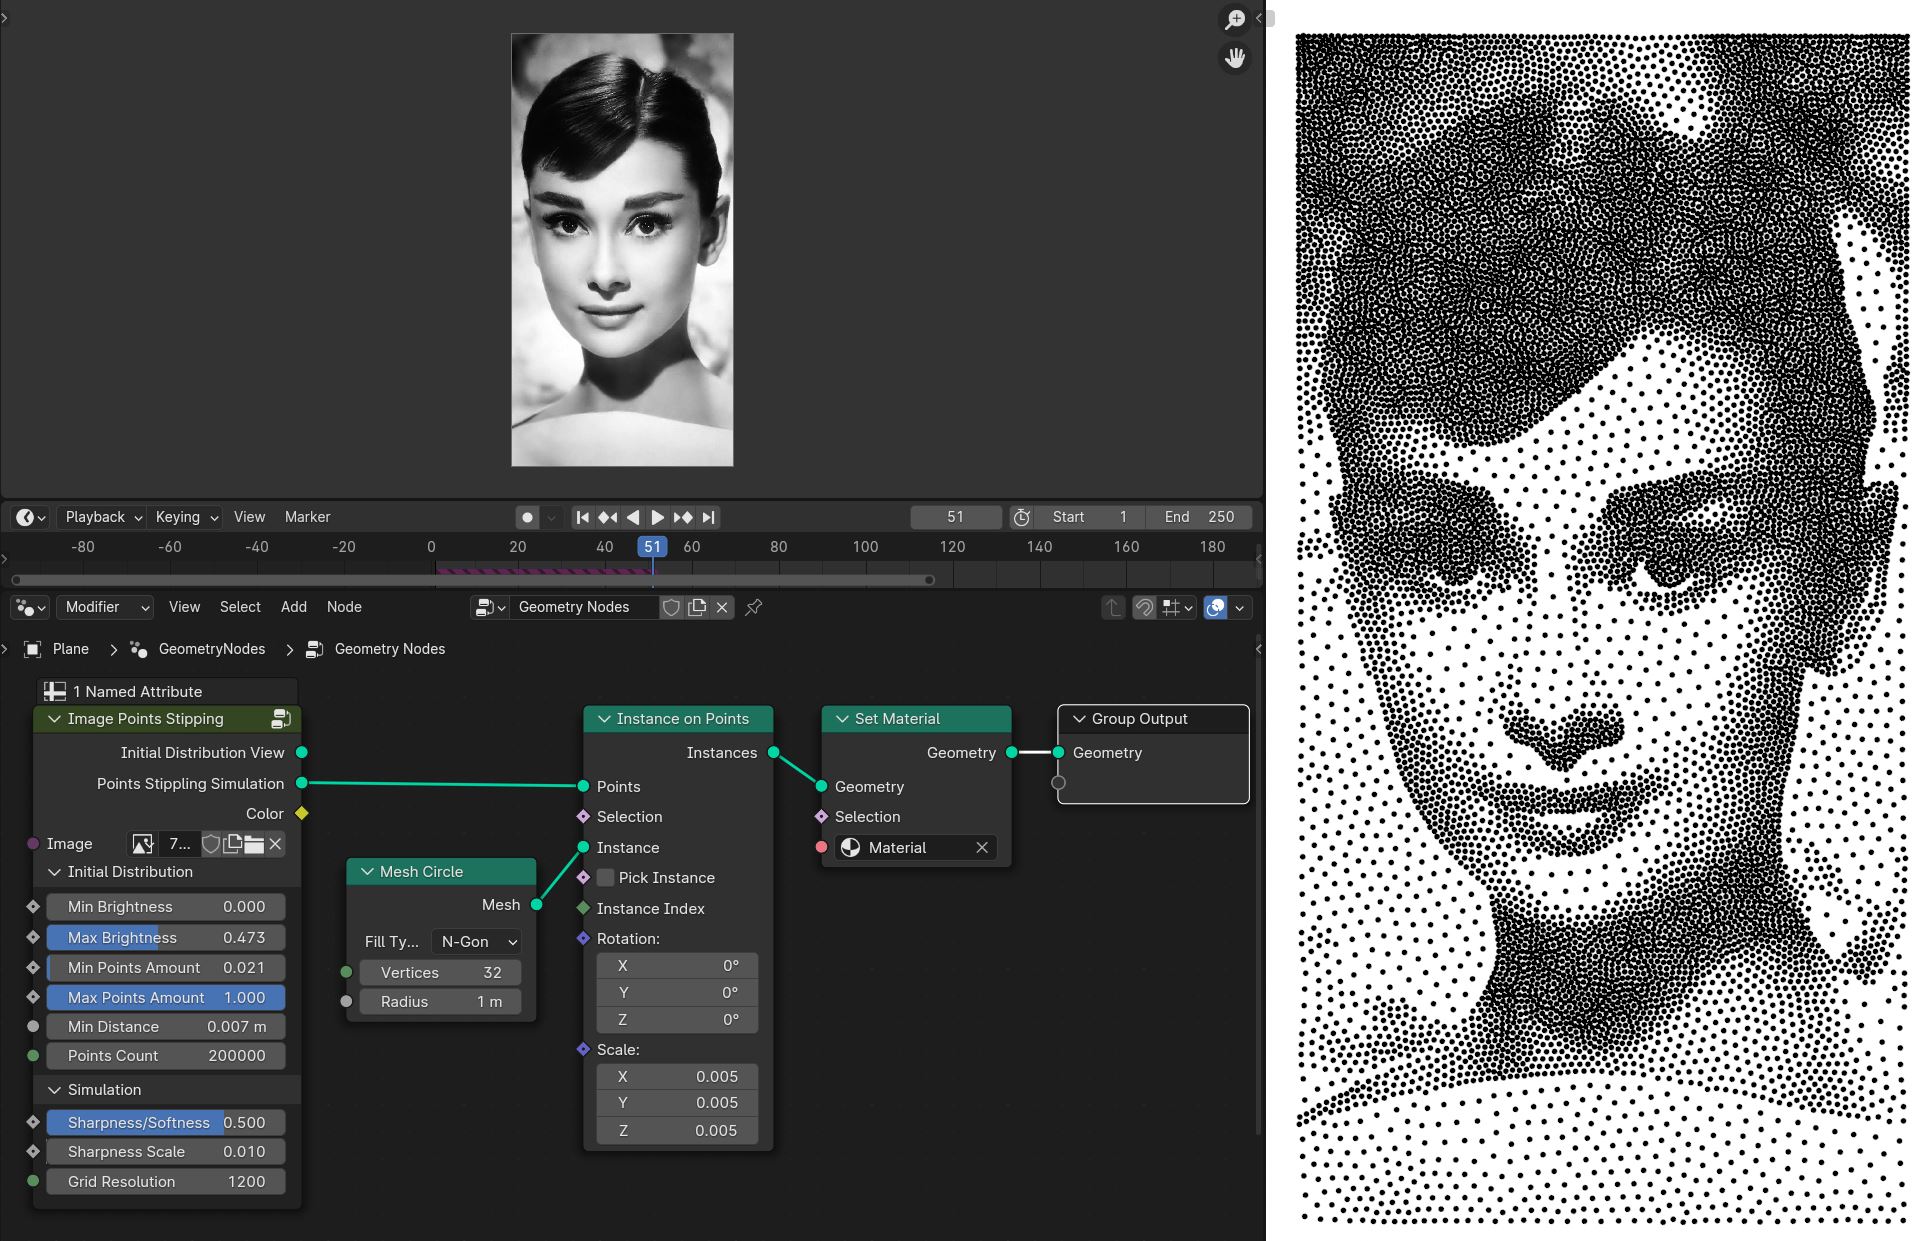 Playback Keying View Marker 51 Start 1 End 250
-80 -60 -40 -20 0 20 40 51 60 80 100 120 140 160 180
Modifier View Select Add Node Geometry Nodes
Plane GeometryNodes Geometry Nodes
1 Named Attribute
Image Points Stipping
Initial Distribution View
Points Stippling Simulation
Color
Image 7...
Initial Distribution
Min Brightness 0.000
Max Brightness 0.473
Min Points Amount 0.021
Max Points Amount 1.000
Min Distance 0.007 m
Points Count 200000
Simulation
Sharpness/Softness 0.500
Sharpness Scale 0.010
Grid Resolution 1200
Mesh Circle
Mesh
Fill Ty... N-Gon
Vertices 32
Radius 1 m
Instance on Points
Instances
Points
Selection
Instance
Pick Instance
Instance Index
Rotation:
X 0°
Y 0°
Z 0°
Scale:
X 0.005
Y 0.005
Z 0.005
Set Material
Geometry
Geometry
Selection
Material
Group Output
Geometry